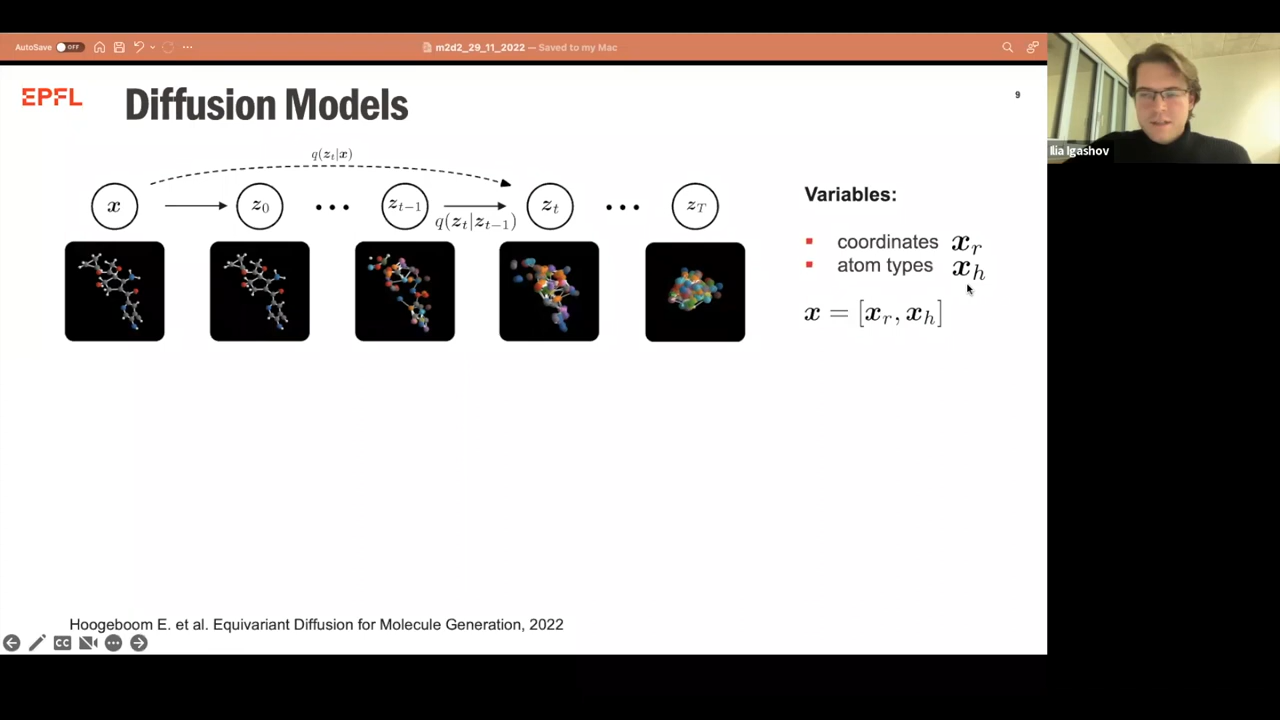 AutoSave OFF
m2d2_29_11_2022 — Saved to my Mac
EPFL
Diffusion Models
9
q(z_t|x)
x
z_0
z_{t-1}
q(z_t|z_{t-1})
z_t
z_T
Ilia Igashov
Variables:
coordinates x_r
atom types x_h
x = [x_r, x_h]
Hoogeboom E. et al. Equivariant Diffusion for Molecule Generation, 2022
CC